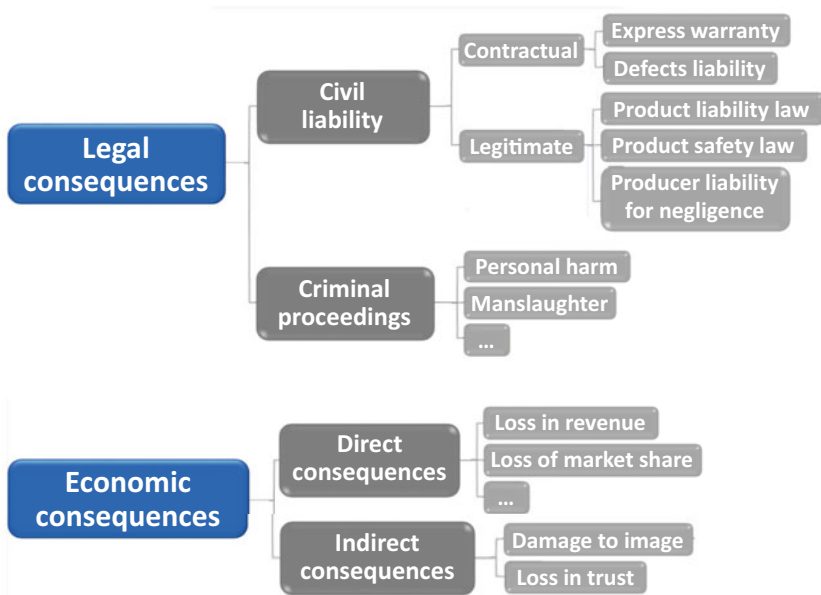 Legal
consequences
Civil
liability
Contractual
Express warranty
Defects liability
Legitimate
Product liability law
Product safety law
Producer liability
for negligence
Criminal
proceedings
Personal harm
Manslaughter
...
Economic
consequences
Direct
consequences
Loss in revenue
Loss of market share
...
Indirect
consequences
Damage to image
Loss in trust